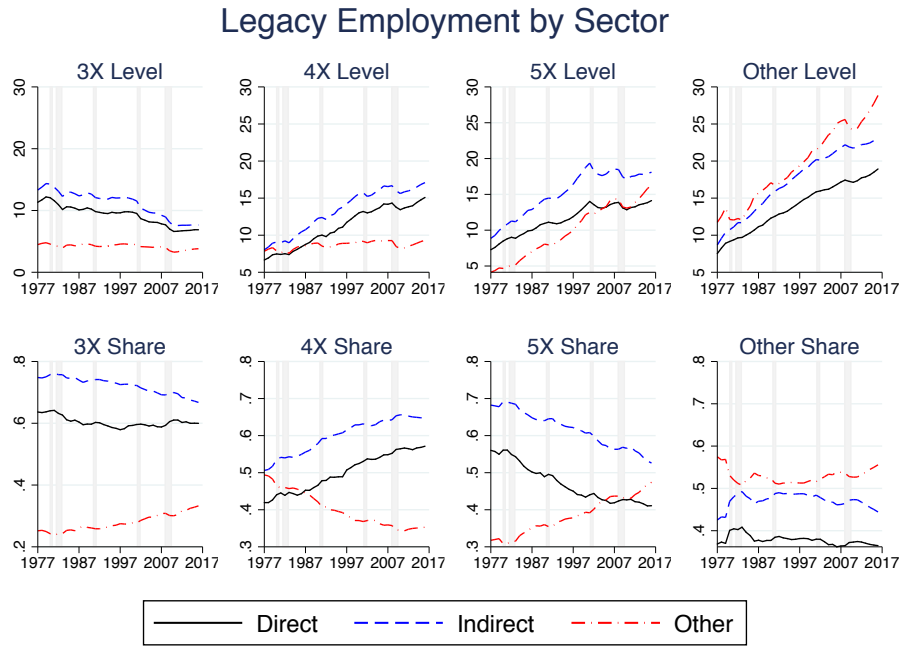 Legacy Employment by Sector
3X Level
4X Level
5X Level
Other Level
0 10 20 30
1977 1987 1997 2007 2017
5 10 15 20 25 30
1977 1987 1997 2007 2017
5 10 15 20 25 30
1977 1987 1997 2007 2017
5 10 15 20 25 30
1977 1987 1997 2007 2017
3X Share
4X Share
5X Share
Other Share
.2 .4 .6 .8
1977 1987 1997 2007 2017
.3 .4 .5 .6 .7 .8
1977 1987 1997 2007 2017
.3 .4 .5 .6 .7 .8
1977 1987 1997 2007 2017
.4 .5 .6 .7 .8
1977 1987 1997 2007 2017
Direct Indirect Other